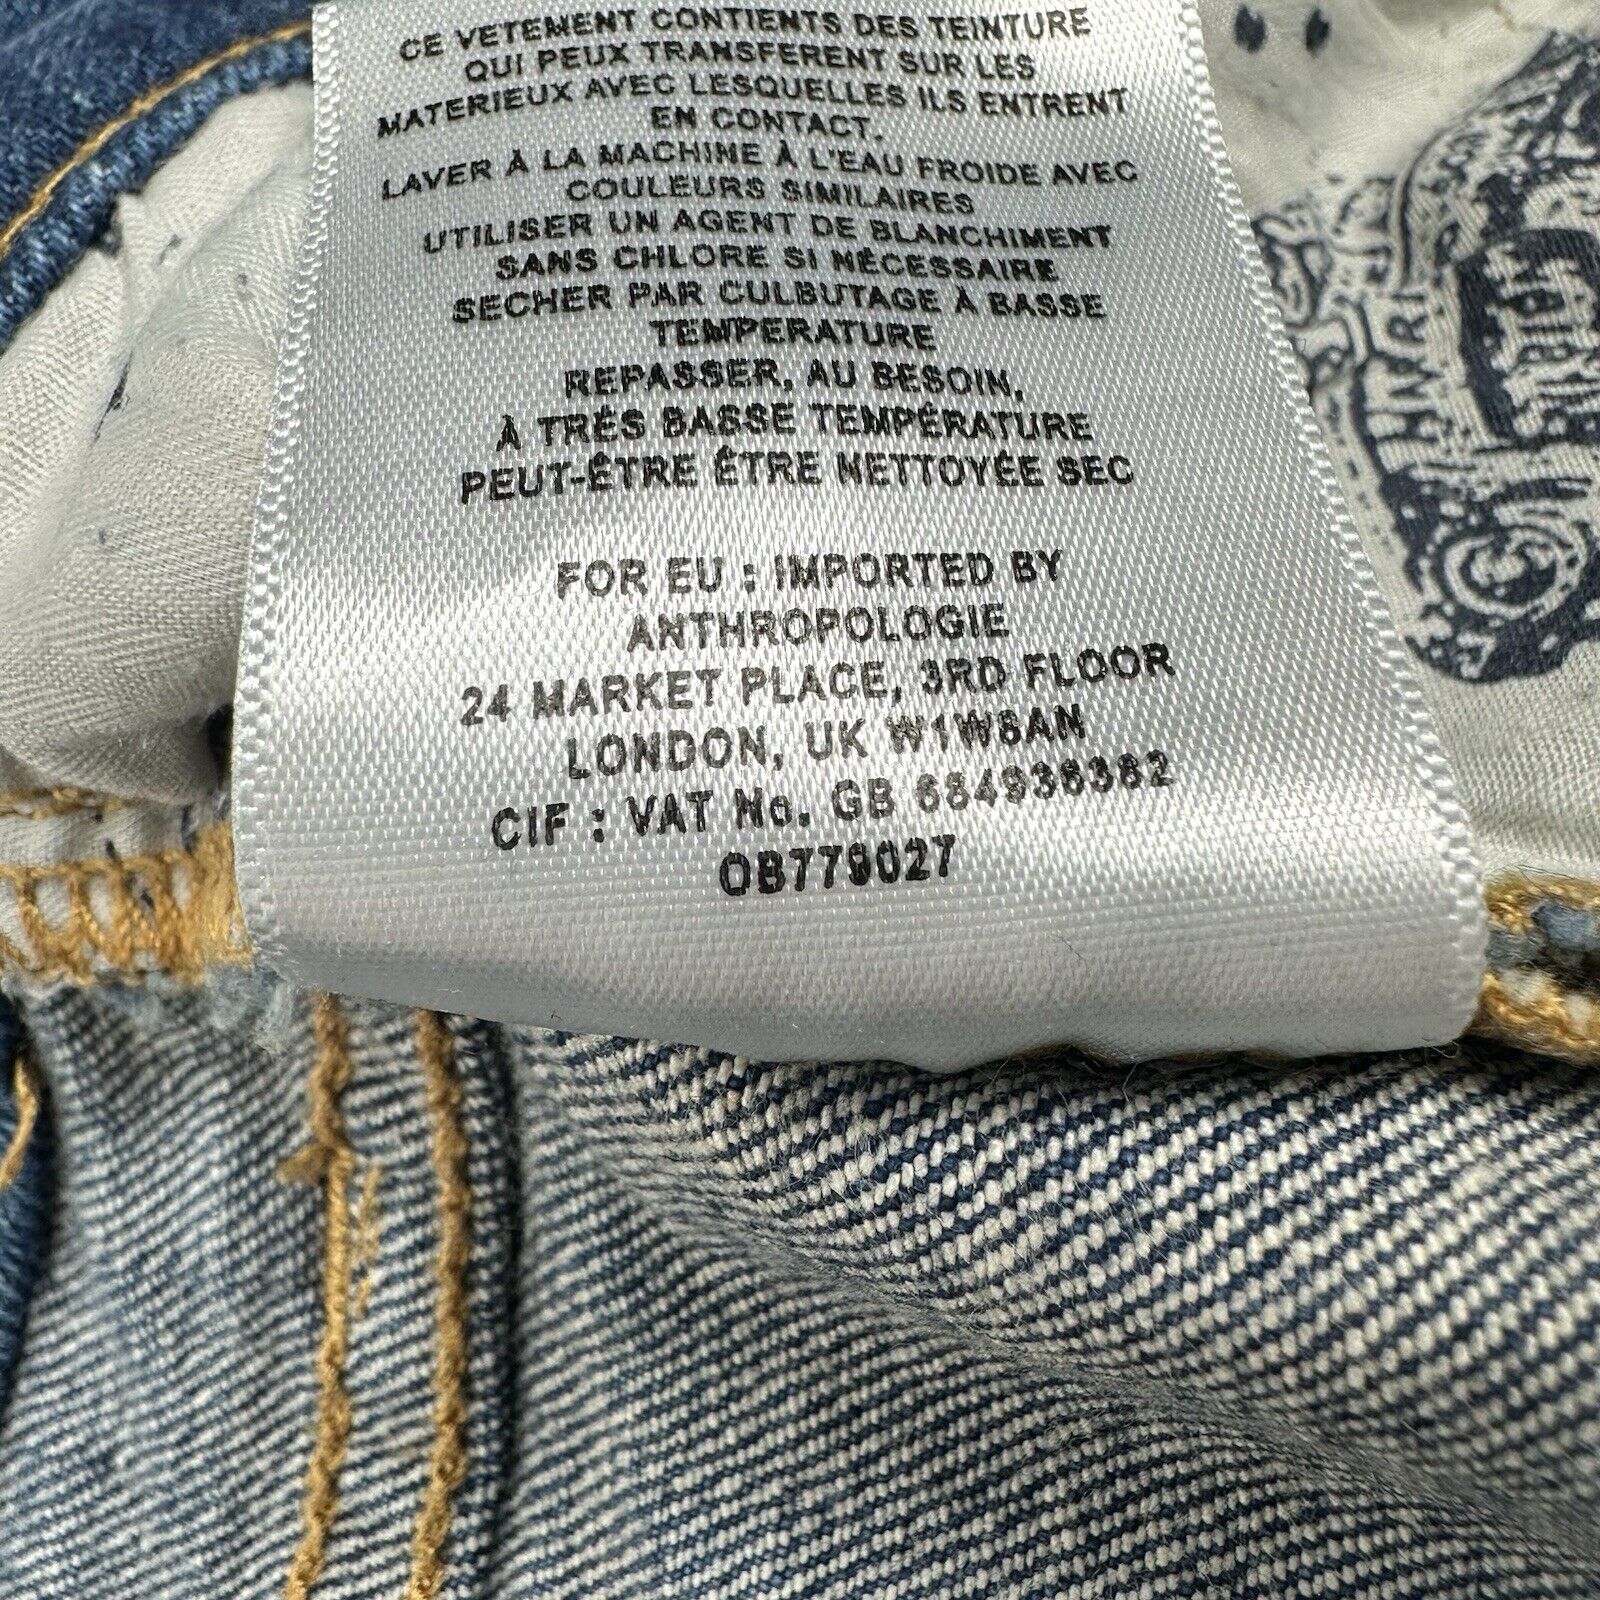 CE VETEMENT CONTIENTS DES TEINTURE
QUI PEUX TRANSFERENT SUR LES
MATERIEUX AVEC LESQUELLES ILS ENTRENT
EN CONTACT.
LAVER À LA MACHINE À L'EAU FROIDE AVEC
COULEURS SIMILAIRES
UTILISER UN AGENT DE BLANCHIMENT
SANS CHLORE SI NÉCESSAIRE
SECHER PAR CULBUTAGE À BASSE
TEMPERATURE
REPASSER, AU BESOIN,
À TRÉS BASSE TEMPÉRATURE
PEUT-ÊTRE ÊTRE NETTOYÉE SEC
FOR EU : IMPORTED BY
ANTHROPOLOGIE
24 MARKET PLACE, 3RD FLOOR
LONDON, UK W1W8AN
CIF : VAT No. GB 684936382
OB779027